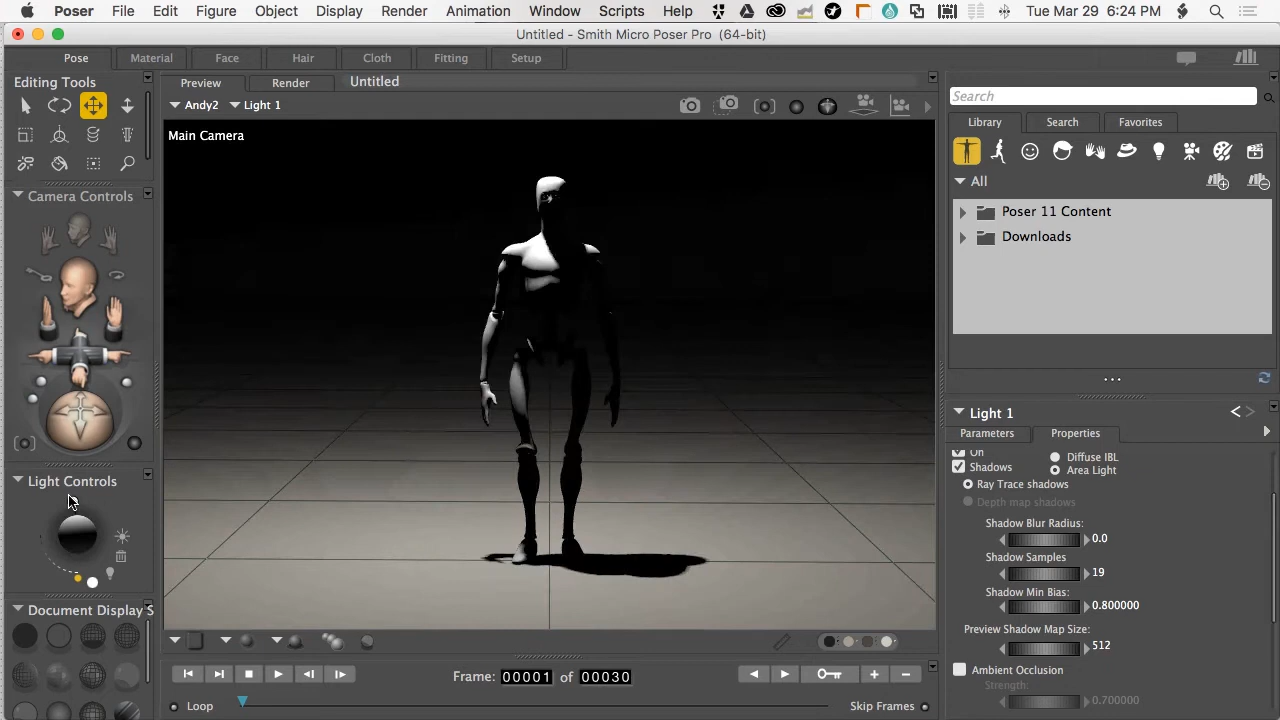 Poser File Edit Figure Object Display Render Animation Window Scripts Help Tue Mar 29 6:24 PM
Untitled - Smith Micro Poser Pro (64-bit)
Pose Material Face Hair Cloth Fitting Setup
Editing Tools
Preview Render Untitled
Andy2 Light 1
Main Camera
Camera Controls
Light Controls
Document Display S
Search
Library Search Favorites
All
Poser 11 Content
Downloads
Light 1
Parameters Properties
On Diffuse IBL
Shadows Area Light
Ray Trace shadows
Depth map shadows
Shadow Blur Radius:
0.0
Shadow Samples
19
Shadow Min Bias:
0.800000
Preview Shadow Map Size:
512
Ambient Occlusion
Strength:
0.700000
Frame: 00001 of 00030
Loop Skip Frames